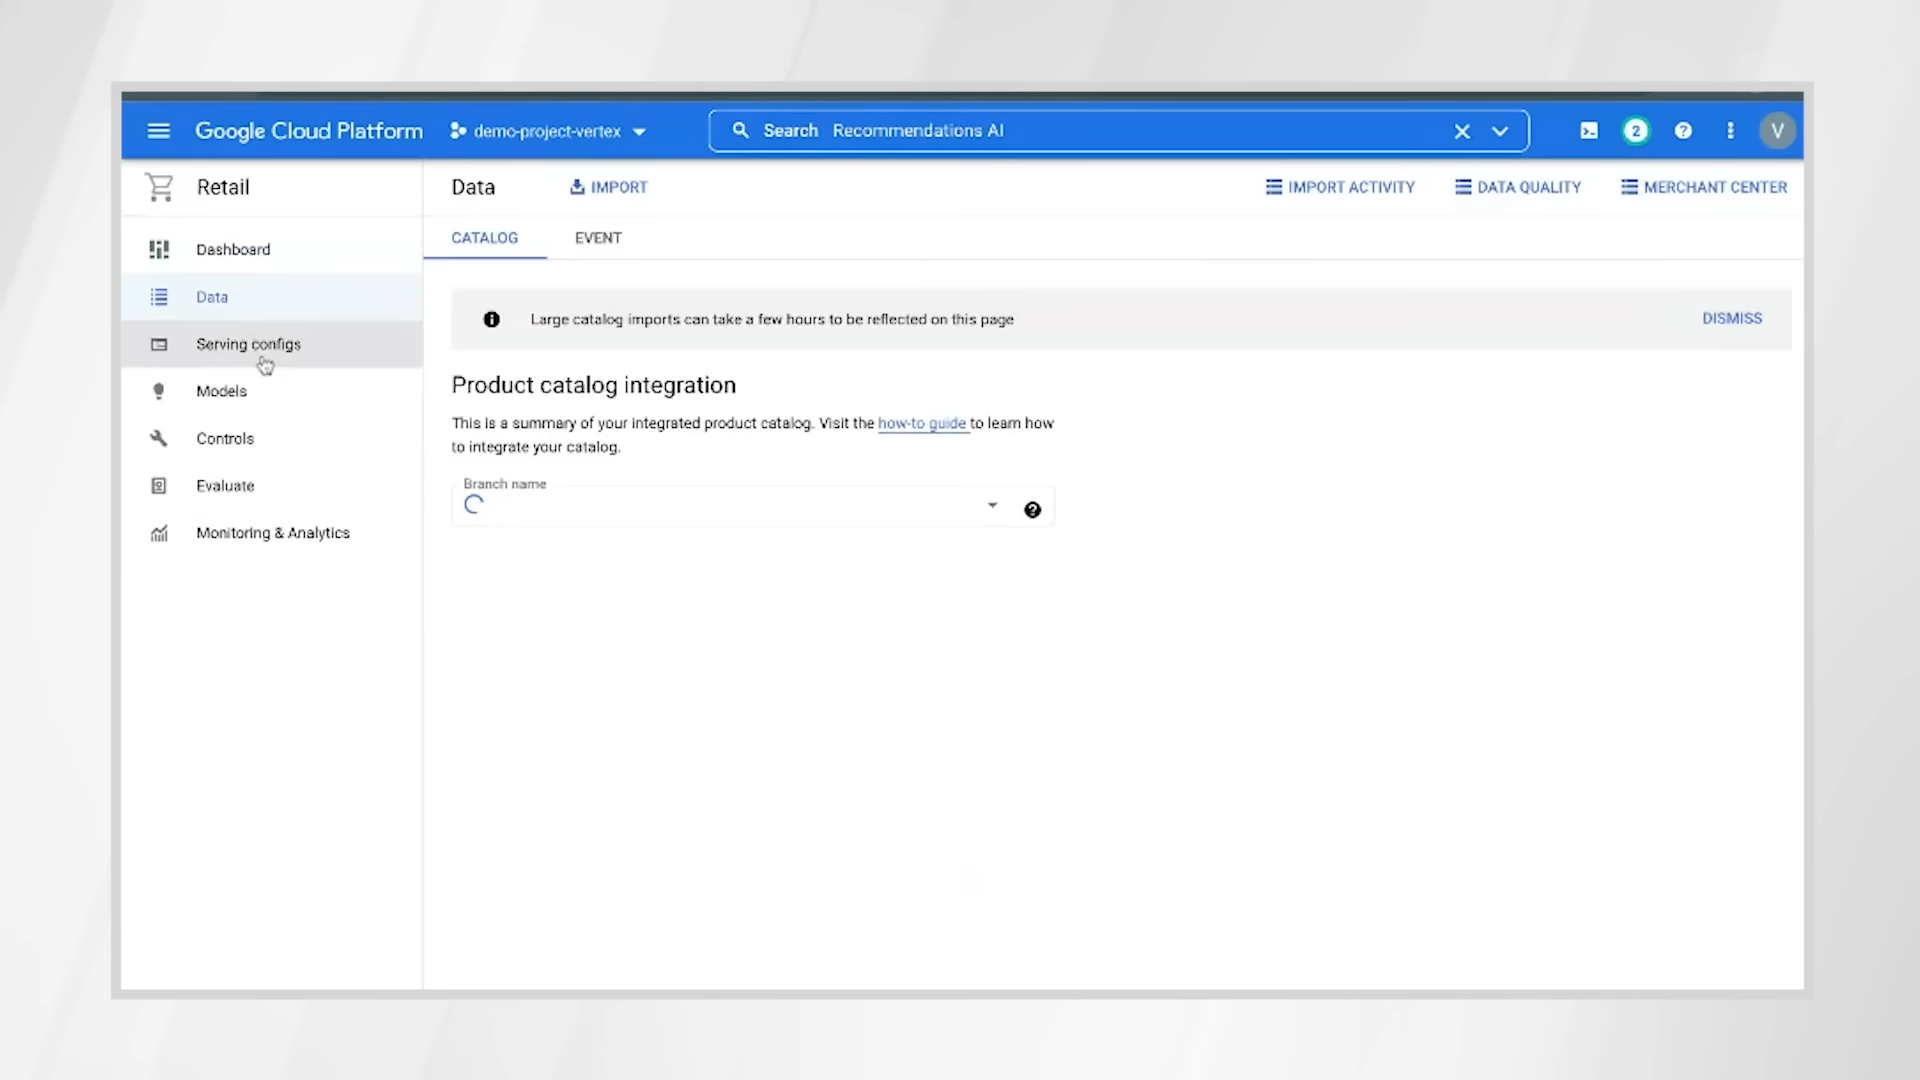 Google Cloud Platform
demo-project-vertex
Search Recommendations AI
2
V
Retail
Data
IMPORT
IMPORT ACTIVITY
DATA QUALITY
MERCHANT CENTER
Dashboard
Data
Serving configs
Models
Controls
Evaluate
Monitoring & Analytics
CATALOG
EVENT
Large catalog imports can take a few hours to be reflected on this page
DISMISS
Product catalog integration
This is a summary of your integrated product catalog. Visit the how-to guide to learn how
to integrate your catalog.
Branch name